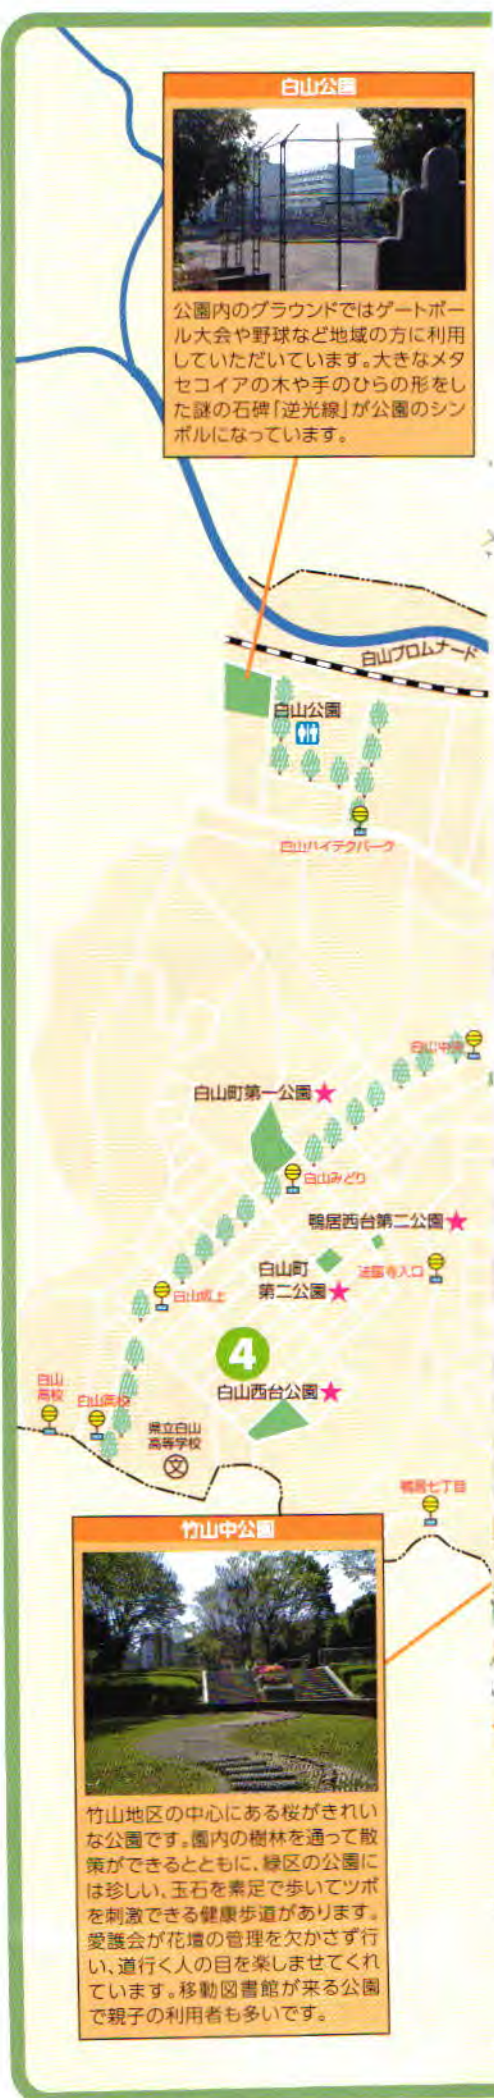 白山公園
公園内のグラウンドではゲートボー
ル大会や野球など地域の方に利用
していただいています。大きなメタ
セコイアの木や手のひらの形をし
た謎の石碑「逆光線」が公園のシン
ボルになっています。
白山プロムナード
白山公園
白山ハイテクパーク
白山町第一公園★
白山みどり
鴨居西台第二公園★
白山町
第二公園★
法昌寺入口
白山坂上
4
白山西台公園★
白山
高校
白山高校
県立白山
高等学校
文
鴨居七丁目
竹山中公園
竹山地区の中心にある桜がきれい
な公園です。園内の樹林を通って散
策ができるとともに、緑区の公園に
は珍しい、玉石を素足で歩いてツボ
を刺激できる健康歩道があります。
愛護会が花壇の管理を欠かさず行
い、道行く人の目を楽しませてくれ
ています。移動図書館が来る公園
で親子の利用者も多いです。